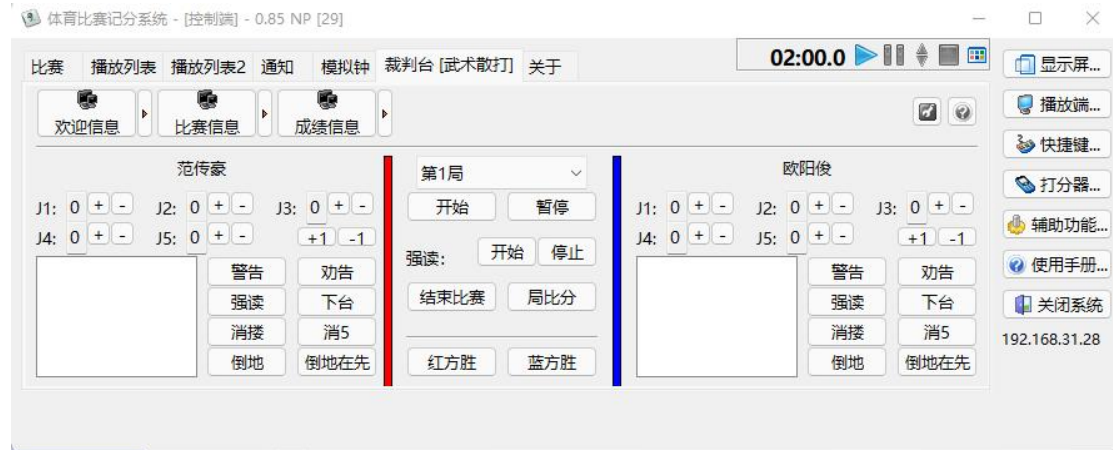 体育比赛记分系统 - [控制端] - 0.85 NP [29]
比赛 播放列表 播放列表2 通知 模拟钟 裁判台 [武术散打] 关于
02:00.0
欢迎信息 比赛信息 成绩信息
范传豪
J1: 0 + - J2: 0 + - J3: 0 + -
J4: 0 + - J5: 0 + - +1 -1
警告 劝告
强读 下台
消搂 消5
倒地 倒地在先
第1局
开始 暂停
强读: 开始 停止
结束比赛 局比分
红方胜 蓝方胜
欧阳俊
J1: 0 + - J2: 0 + - J3: 0 + -
J4: 0 + - J5: 0 + - +1 -1
警告 劝告
强读 下台
消搂 消5
倒地 倒地在先
显示屏...
播放端...
快捷键...
打分器...
辅助功能...
使用手册...
关闭系统
192.168.31.28